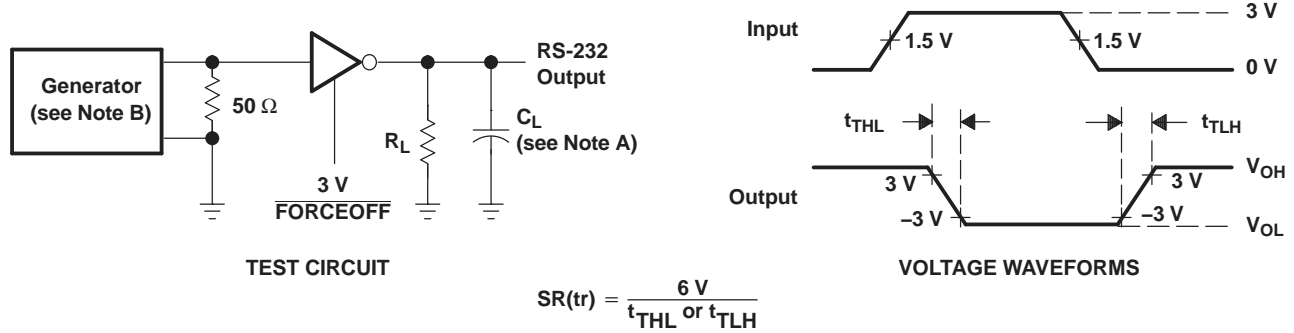 Generator
(see Note B)
50 Ω
3 V
FORCEOFF
RS-232
Output
R_L
C_L
(see Note A)
TEST CIRCUIT
Input
3 V
1.5 V
1.5 V
0 V
t_THL
t_TLH
Output
3 V
3 V
V_OH
–3 V
–3 V
V_OL
VOLTAGE WAVEFORMS
SR(tr) = 6 V / t_THL or t_TLH